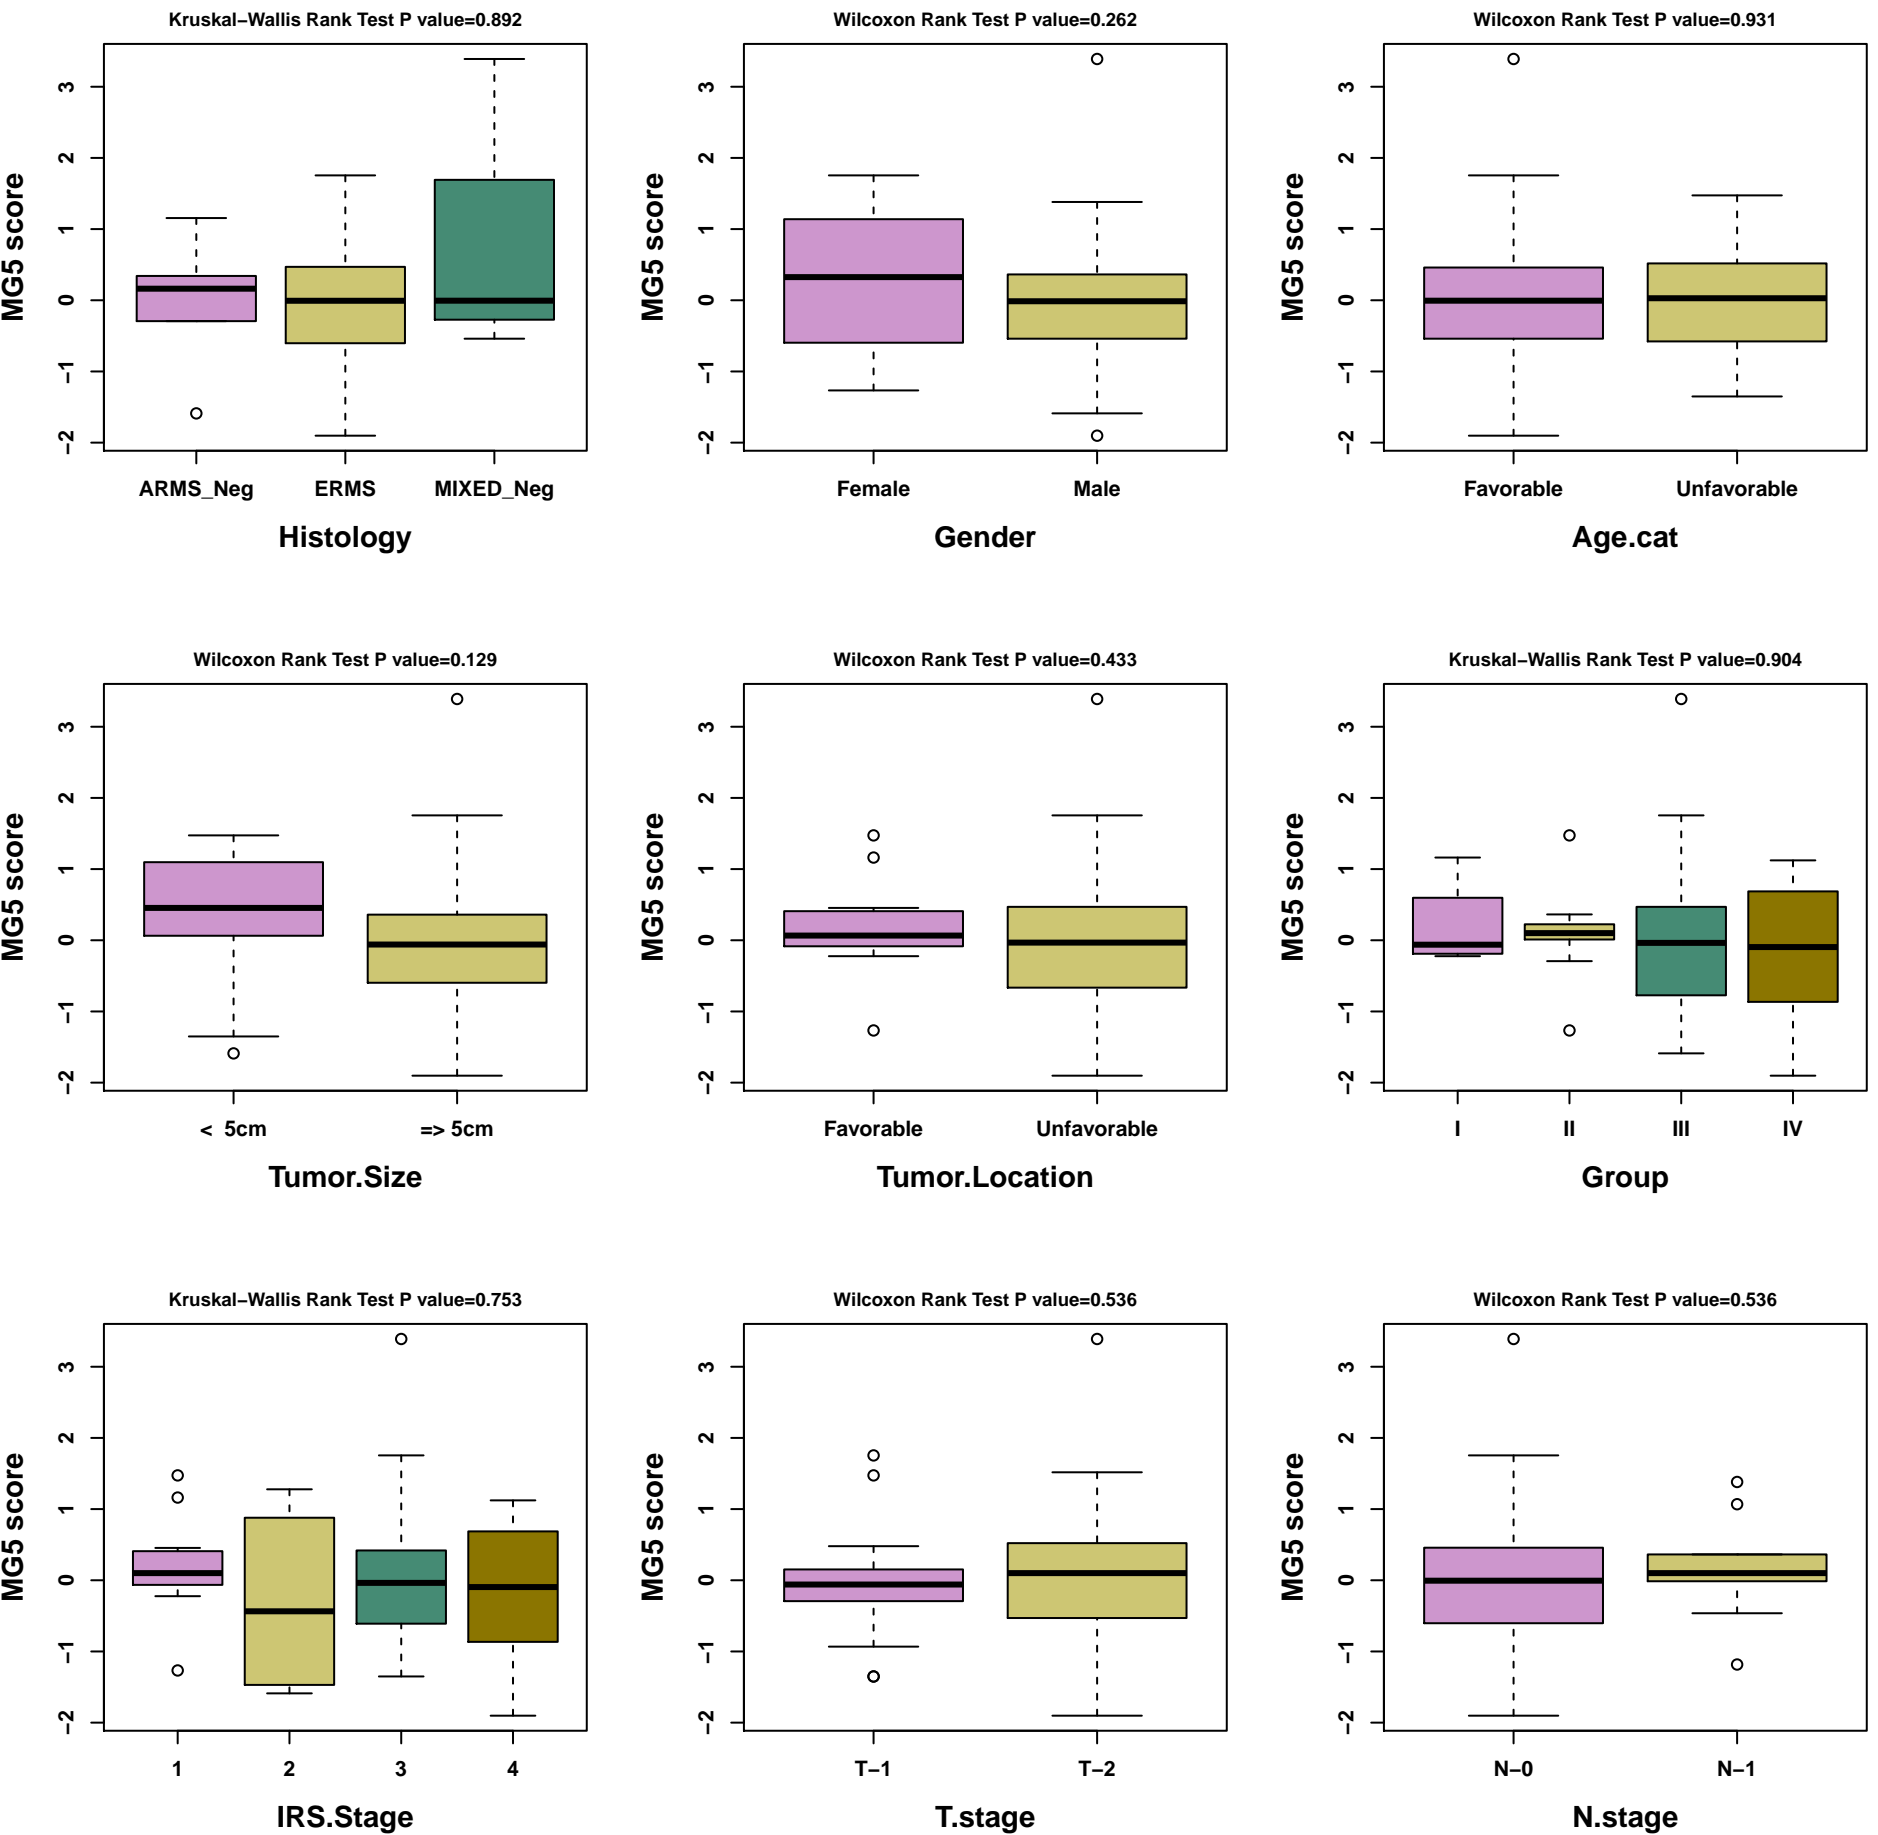 Kruskal−Wallis Rank Test P value=0.892
MG5 score
3
2
1
0
−1
−2
ARMS_Neg ERMS MIXED_Neg
Histology
Wilcoxon Rank Test P value=0.262
MG5 score
3
2
1
0
−1
−2
Female Male
Gender
Wilcoxon Rank Test P value=0.931
MG5 score
3
2
1
0
−1
−2
Favorable Unfavorable
Age.cat
Wilcoxon Rank Test P value=0.129
MG5 score
3
2
1
0
−1
−2
< 5cm => 5cm
Tumor.Size
Wilcoxon Rank Test P value=0.433
MG5 score
3
2
1
0
−1
−2
Favorable Unfavorable
Tumor.Location
Kruskal−Wallis Rank Test P value=0.904
MG5 score
3
2
1
0
−1
−2
I II III IV
Group
Kruskal−Wallis Rank Test P value=0.753
MG5 score
3
2
1
0
−1
−2
1 2 3 4
IRS.Stage
Wilcoxon Rank Test P value=0.536
MG5 score
3
2
1
0
−1
−2
T−1 T−2
T.stage
Wilcoxon Rank Test P value=0.536
MG5 score
3
2
1
0
−1
−2
N−0 N−1
N.stage